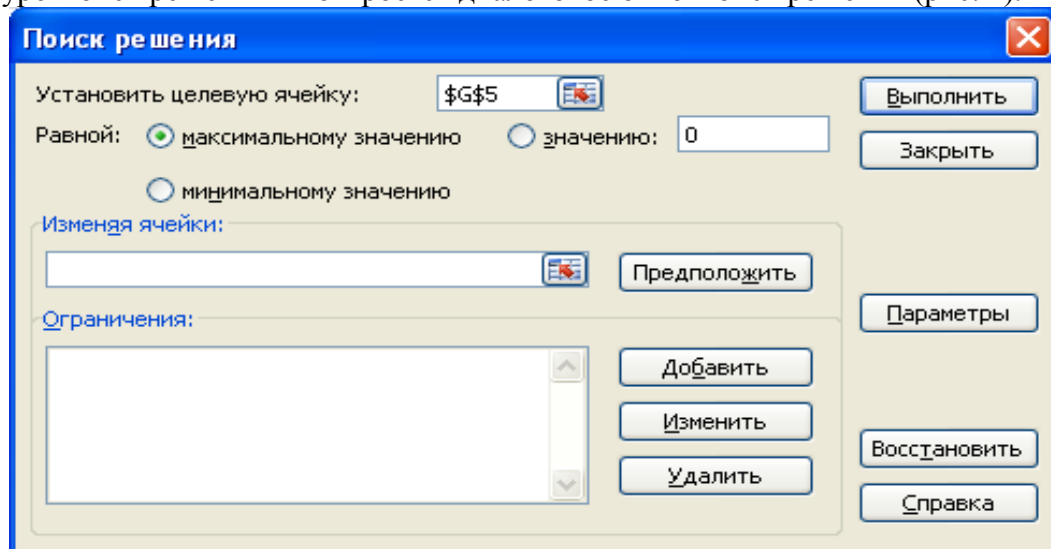 Поиск решения
Установить целевую ячейку: $G$5
Выполнить
Равной: максимальному значению значению: 0
Закрыть
минимальному значению
Изменяя ячейки:
Предположить
Параметры
Ограничения:
Добавить
Изменить
Восстановить
Удалить
Справка